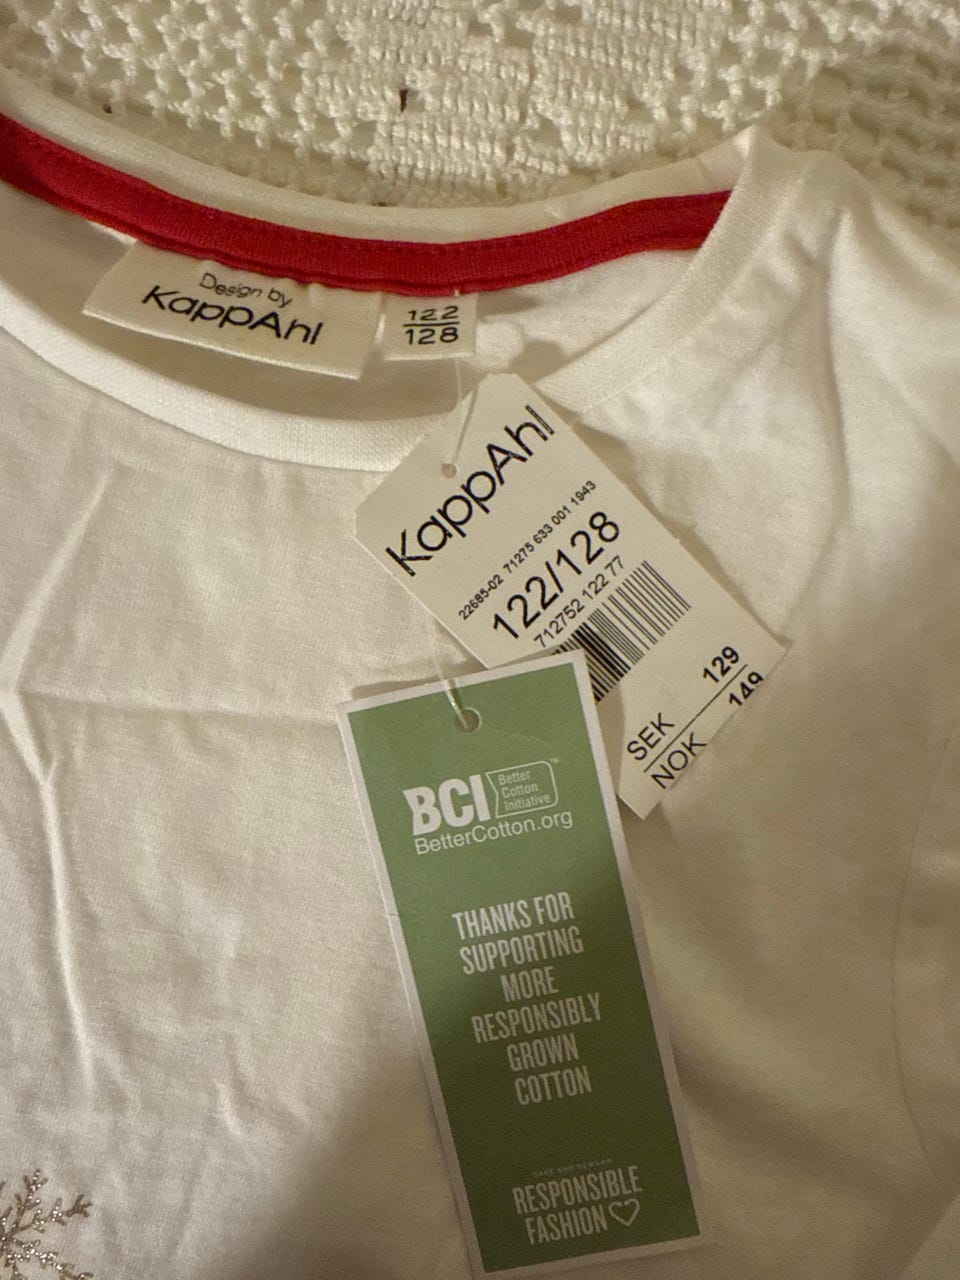 Design by
KappAhl
122
128
KappAhl
22685-02 71275 633 001 1943
122/128
712752 122 77
SEK 129
NOK 149
BCI Better Cotton Initiative™
BetterCotton.org
THANKS FOR
SUPPORTING
MORE
RESPONSIBLY
GROWN
COTTON
RESPONSIBLE
FASHION